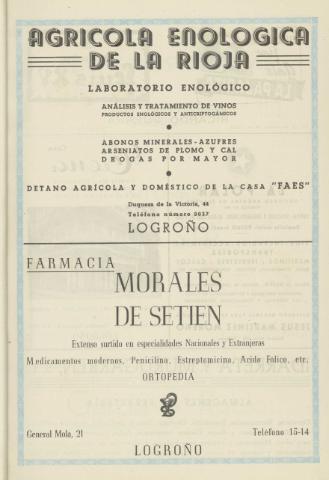 AGRICOLA ENOLOGICA
DE LA RIOJA
LABORATORIO ENOLÓGICO
ANÁLISIS Y TRATAMIENTO DE VINOS
PRODUCTOS ENOLÓGICOS Y ANTICRIPTOGÁMICOS
ABONOS MINERALES - AZUFRES
ARSENIATOS DE PLOMO Y CAL
DROGAS POR MAYOR
DETANO AGRÍCOLA Y DOMÉSTICO DE LA CASA "FAES"
Duquesa de la Victoria, 44
Teléfono número 2617
LOGROÑO
FARMACIA
MORALES
DE SETIEN
Extenso surtido en especialidades Nacionales y Extranjeras
Medicamentos modernos, Penicilina, Estreptomicina, Acido Fólico, etc.
ORTOPEDIA
General Mola, 21 Teléfono 15-14
LOGROÑO